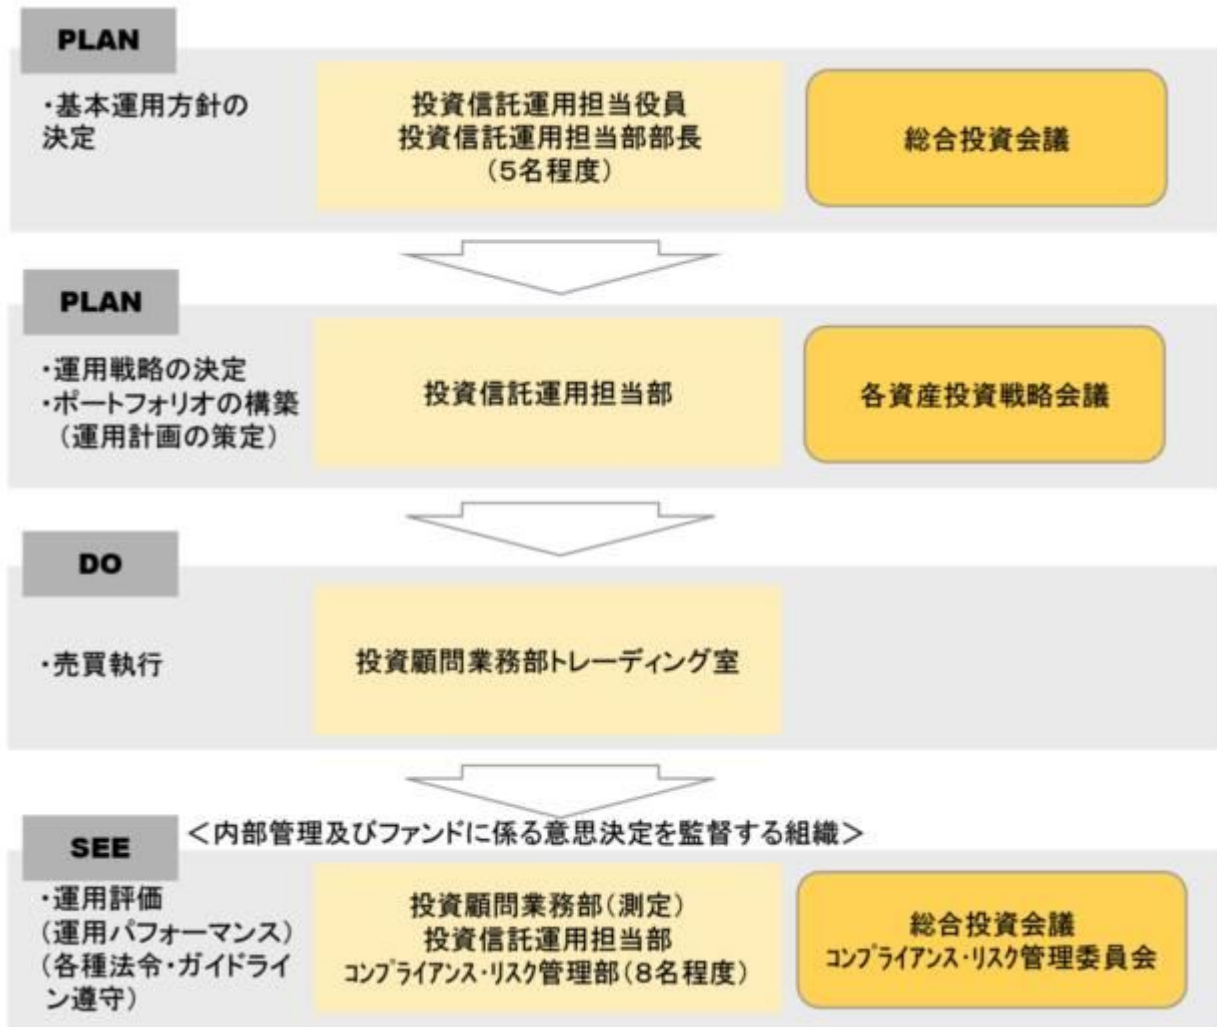 PLAN
・基本運用方針の
決定
投資信託運用担当役員
投資信託運用担当部部長
(5名程度)
総合投資会議
PLAN
・運用戦略の決定
・ポートフォリオの構築
(運用計画の策定)
投資信託運用担当部
各資産投資戦略会議
DO
・売買執行
投資顧問業務部トレーディング室
<内部管理及びファンドに係る意思決定を監督する組織>
SEE
・運用評価
(運用パフォーマンス)
(各種法令・ガイドライ
ン遵守)
投資顧問業務部(測定)
投資信託運用担当部
コンプライアンス・リスク管理部(8名程度)
総合投資会議
コンプライアンス・リスク管理委員会